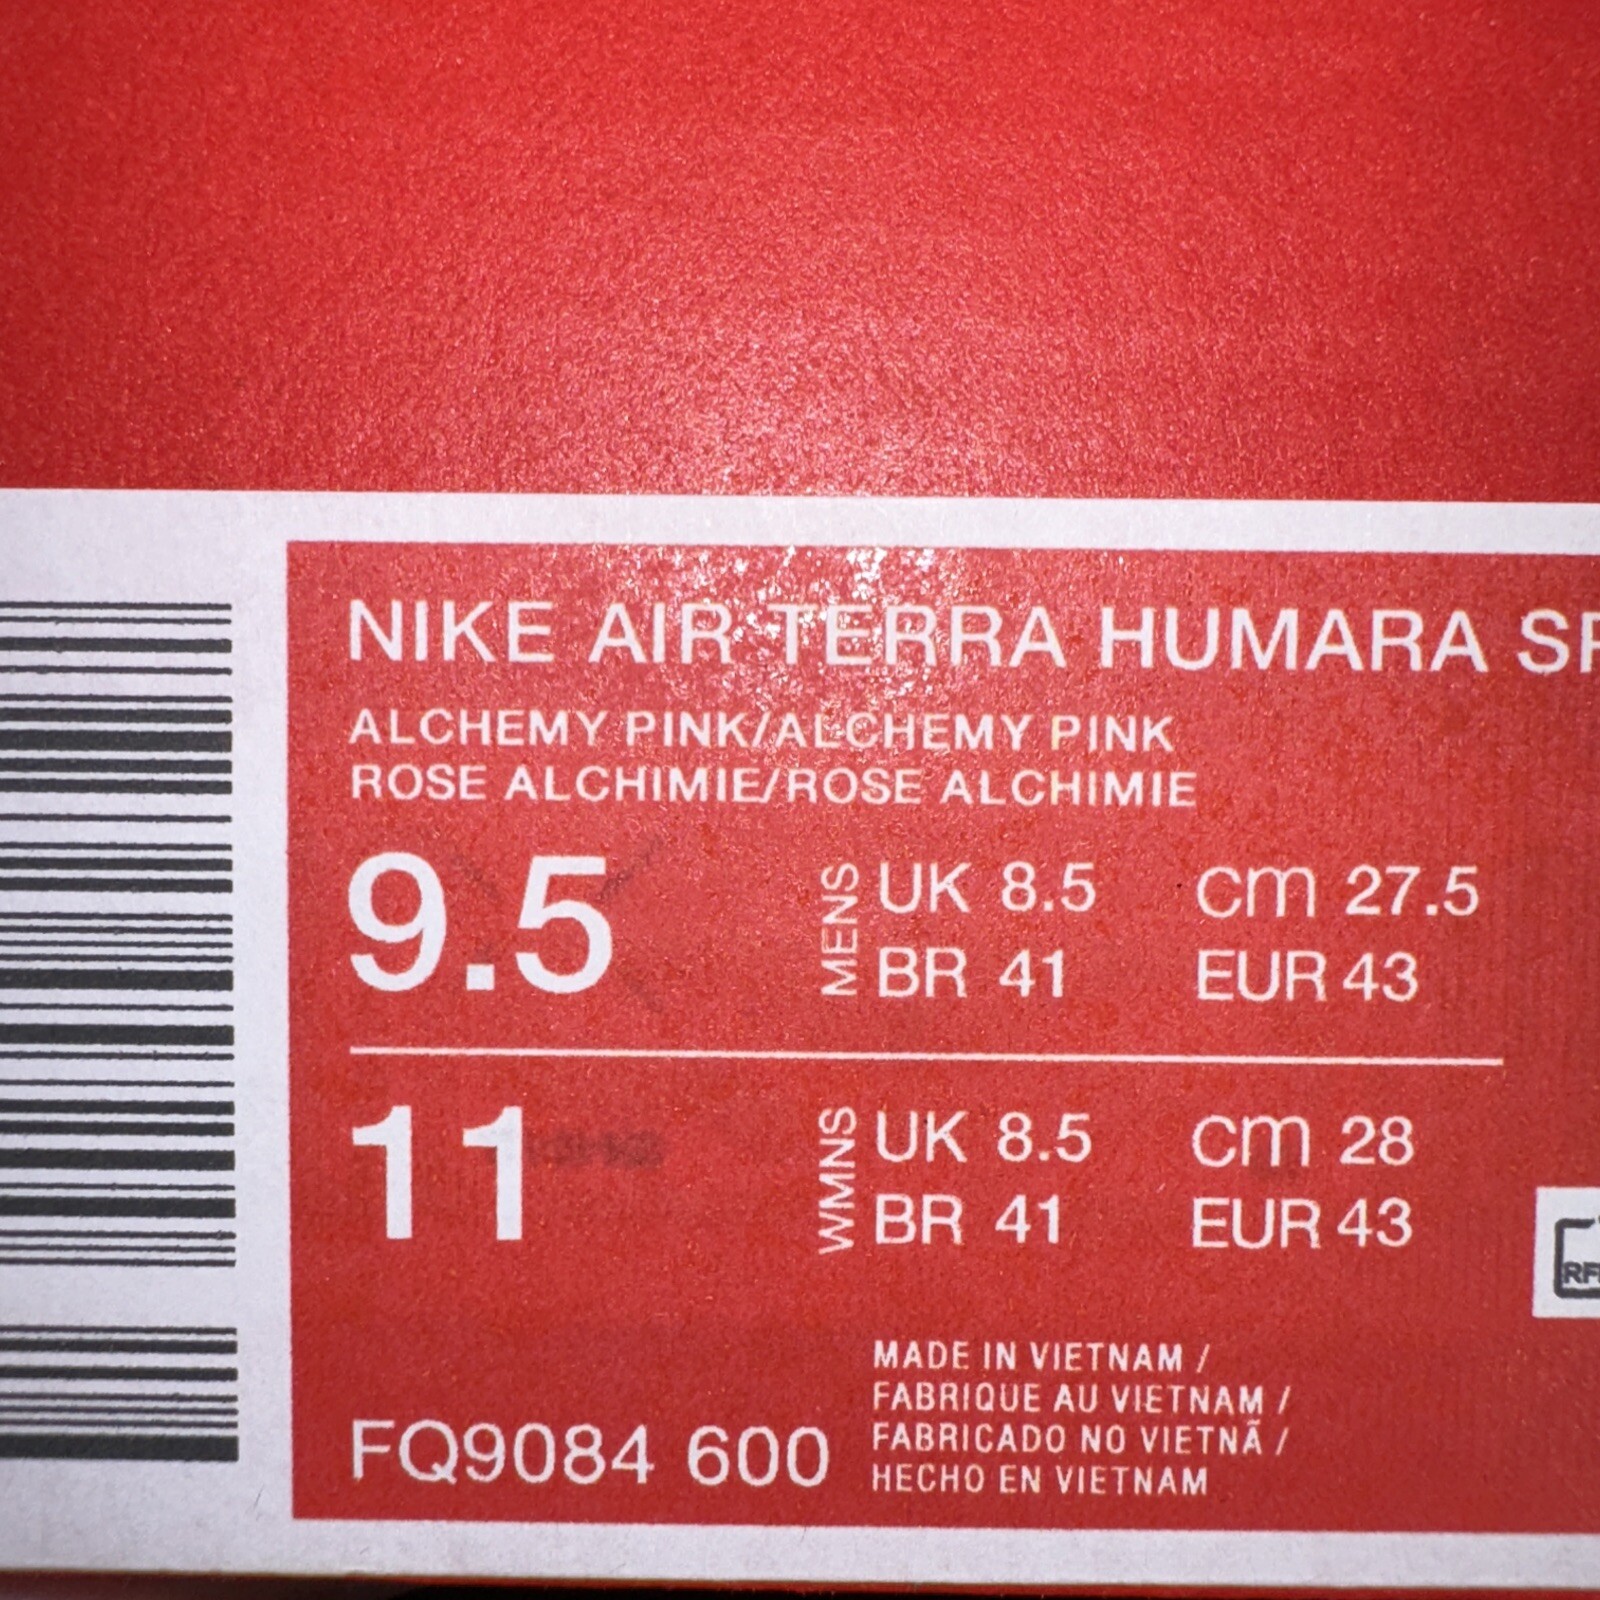 NIKE AIR TERRA HUMARA SP
ALCHEMY PINK/ALCHEMY PINK
ROSE ALCHIMIE/ROSE ALCHIMIE
9.5
MENS
UK 8.5 cm 27.5
BR 41 EUR 43
11
WMNS
UK 8.5 cm 28
BR 41 EUR 43
MADE IN VIETNAM /
FABRIQUE AU VIETNAM /
FABRICADO NO VIETNÃ /
HECHO EN VIETNAM
FQ9084 600